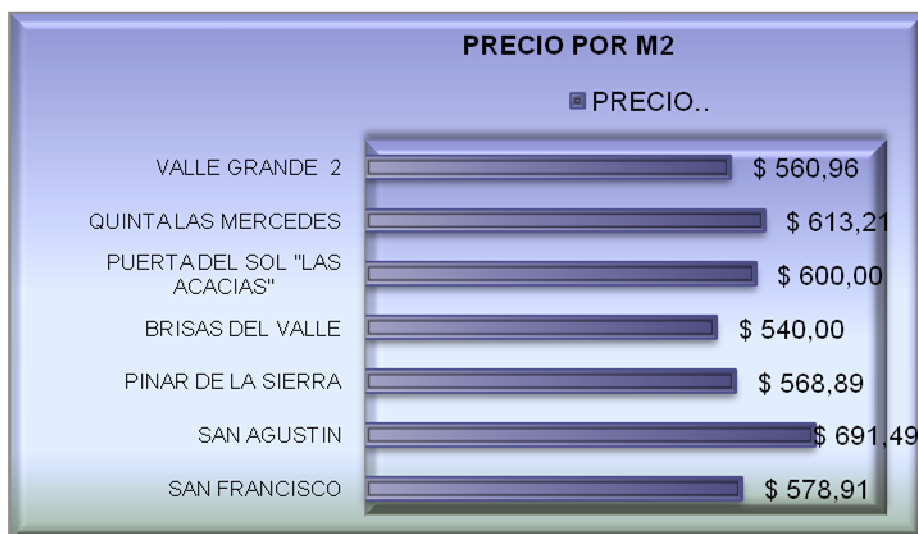 PRECIO POR M2
PRECIO..
VALLE GRANDE 2 $ 560,96
QUINTA LAS MERCEDES $ 613,21
PUERTA DEL SOL "LAS
ACACIAS" $ 600,00
BRISAS DEL VALLE $ 540,00
PINAR DE LA SIERRA $ 568,89
SAN AGUSTIN $ 691,49
SAN FRANCISCO $ 578,91